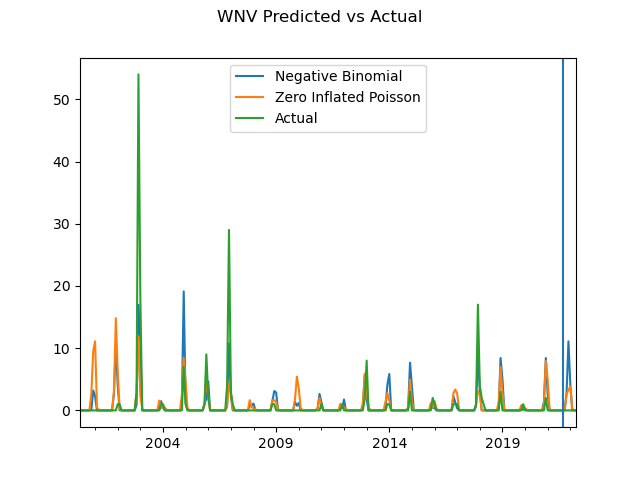 WNV Predicted vs Actual
Negative Binomial
Zero Inflated Poisson
Actual
50
40
30
20
10
0
2004
2009
2014
2019